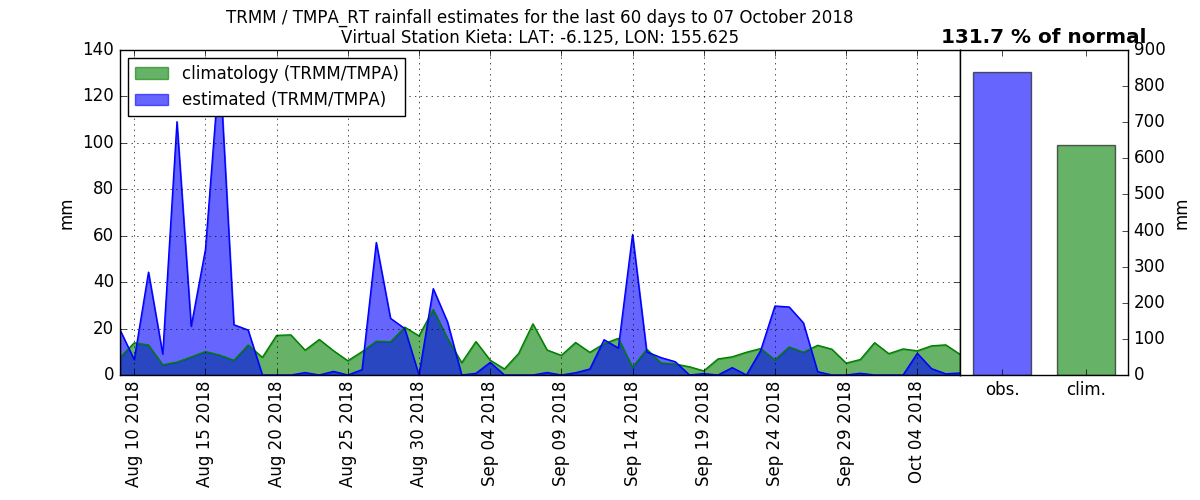 TRMM / TMPA_RT rainfall estimates for the last 60 days to 07 October 2018
Virtual Station Kieta: LAT: -6.125, LON: 155.625
131.7 % of normal
climatology (TRMM/TMPA)
estimated (TRMM/TMPA)
mm
140
120
100
80
60
40
20
0
Aug 10 2018
Aug 15 2018
Aug 20 2018
Aug 25 2018
Aug 30 2018
Sep 04 2018
Sep 09 2018
Sep 14 2018
Sep 19 2018
Sep 24 2018
Sep 29 2018
Oct 04 2018
obs.
clim.
900
800
700
600
500
400
300
200
100
0
mm